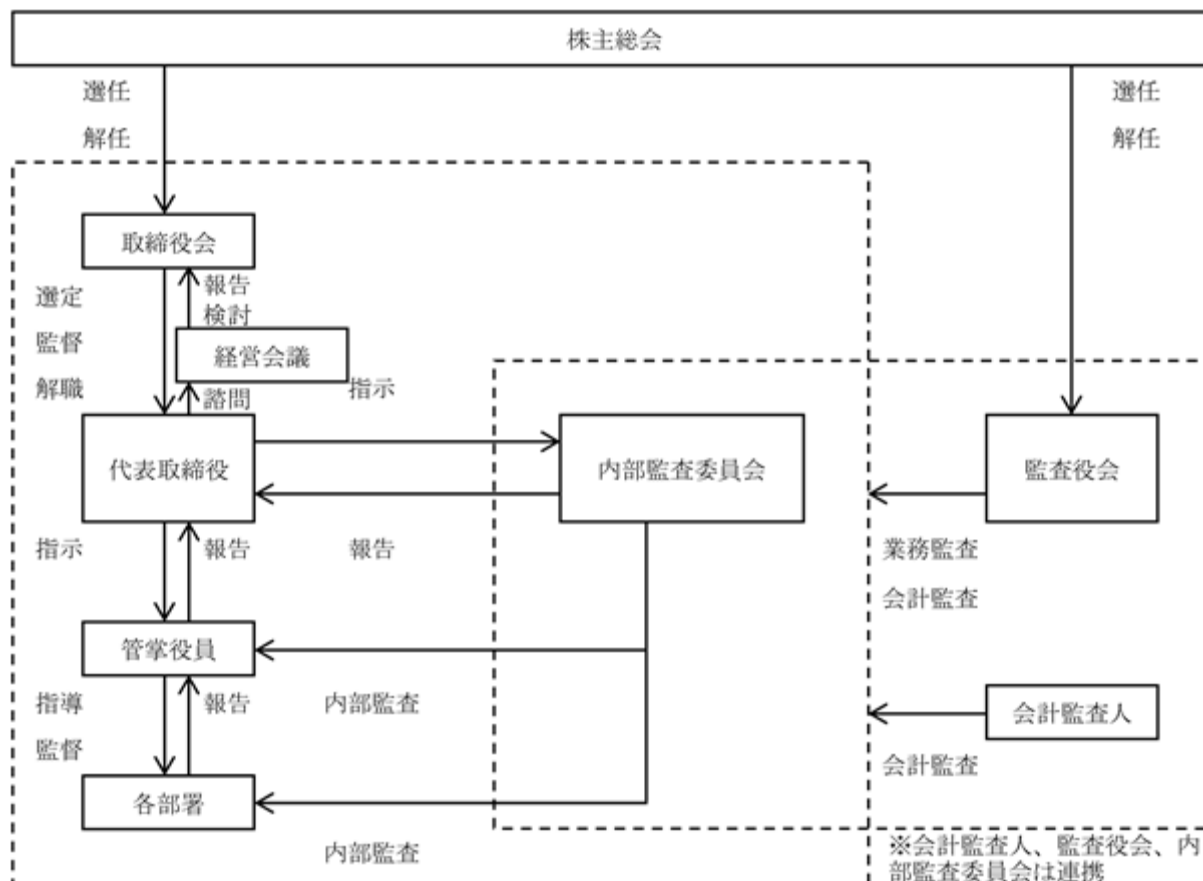 株主総会
選任
解任
選任
解任
取締役会
選定
監督
解職
報告
検討
経営会議
諮問
指示
代表取締役
内部監査委員会
監査役会
指示
報告
報告
業務監査
会計監査
管掌役員
指導
監督
報告
内部監査
会計監査人
会計監査
各部署
内部監査
※会計監査人、監査役会、内
部監査委員会は連携